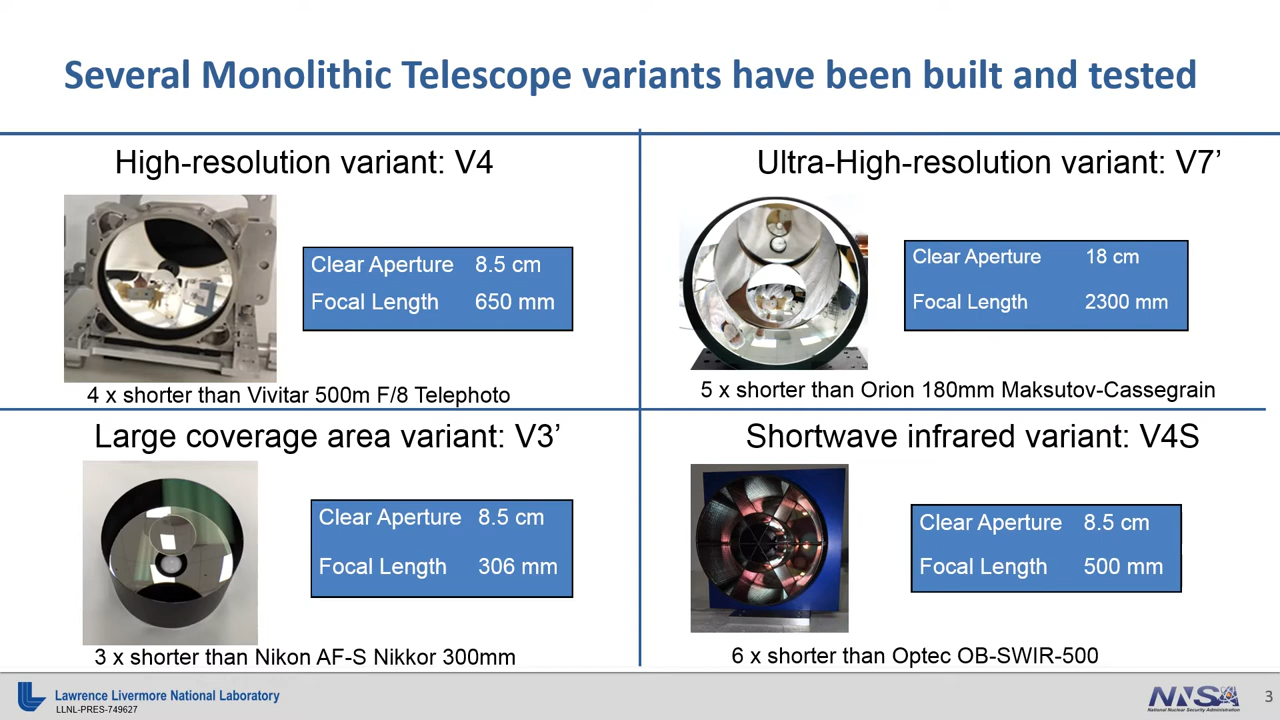 Several Monolithic Telescope variants have been built and tested
High-resolution variant: V4
Clear Aperture 8.5 cm
Focal Length 650 mm
4 x shorter than Vivitar 500m F/8 Telephoto
Ultra-High-resolution variant: V7’
Clear Aperture 18 cm
Focal Length 2300 mm
5 x shorter than Orion 180mm Maksutov-Cassegrain
Large coverage area variant: V3’
Clear Aperture 8.5 cm
Focal Length 306 mm
3 x shorter than Nikon AF-S Nikkor 300mm
Shortwave infrared variant: V4S
Clear Aperture 8.5 cm
Focal Length 500 mm
6 x shorter than Optec OB-SWIR-500
Lawrence Livermore National Laboratory
LLNL-PRES-749627
NNSA
National Nuclear Security Administration
3